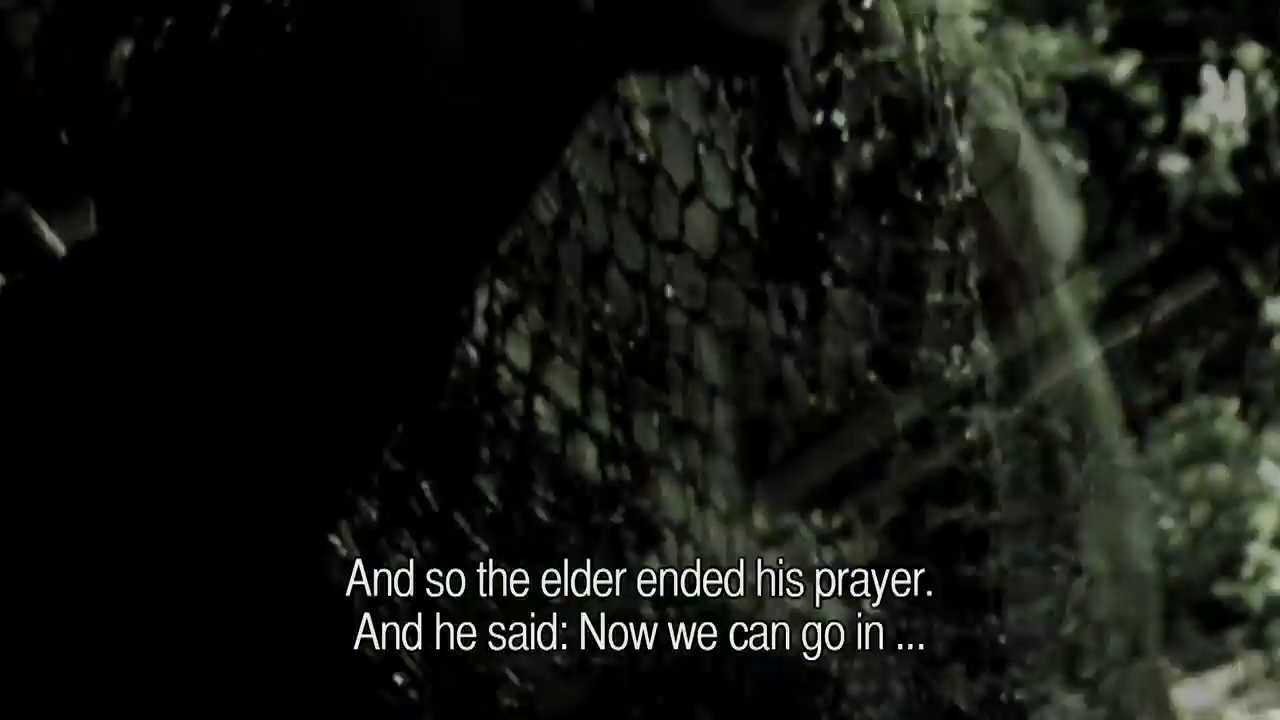 And so the elder ended his prayer.
And he said: Now we can go in ...